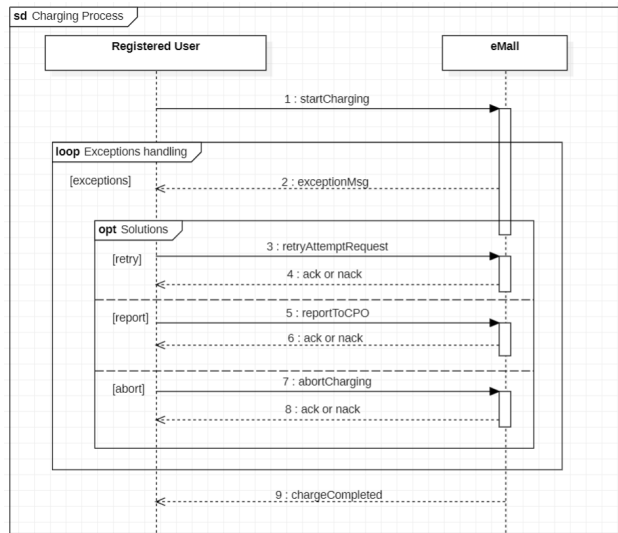 sd Charging Process
Registered User
eMall
1 : startCharging
loop Exceptions handling
[exceptions]
2 : exceptionMsg
opt Solutions
3 : retryAttemptRequest
[retry]
4 : ack or nack
5 : reportToCPO
[report]
6 : ack or nack
7 : abortCharging
[abort]
8 : ack or nack
9 : chargeCompleted